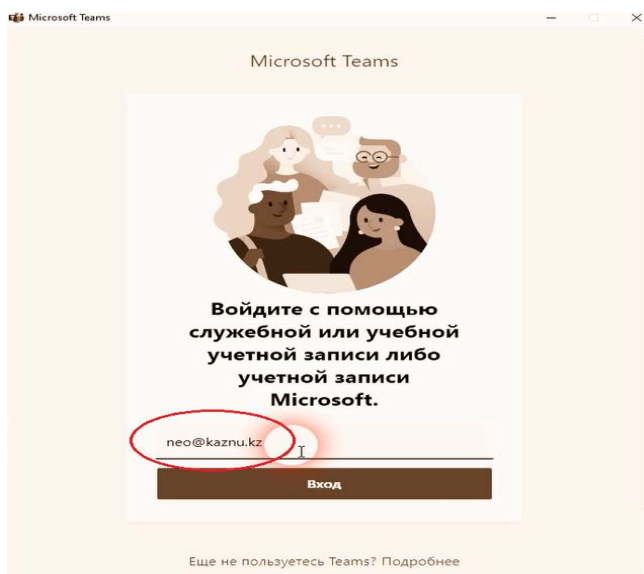 Microsoft Teams
Microsoft Teams
Войдите с помощью
служебной или учебной
учетной записи либо
учетной записи
Microsoft.
neo@kaznu.kz
Вход
Еще не пользуетесь Teams? Подробнее